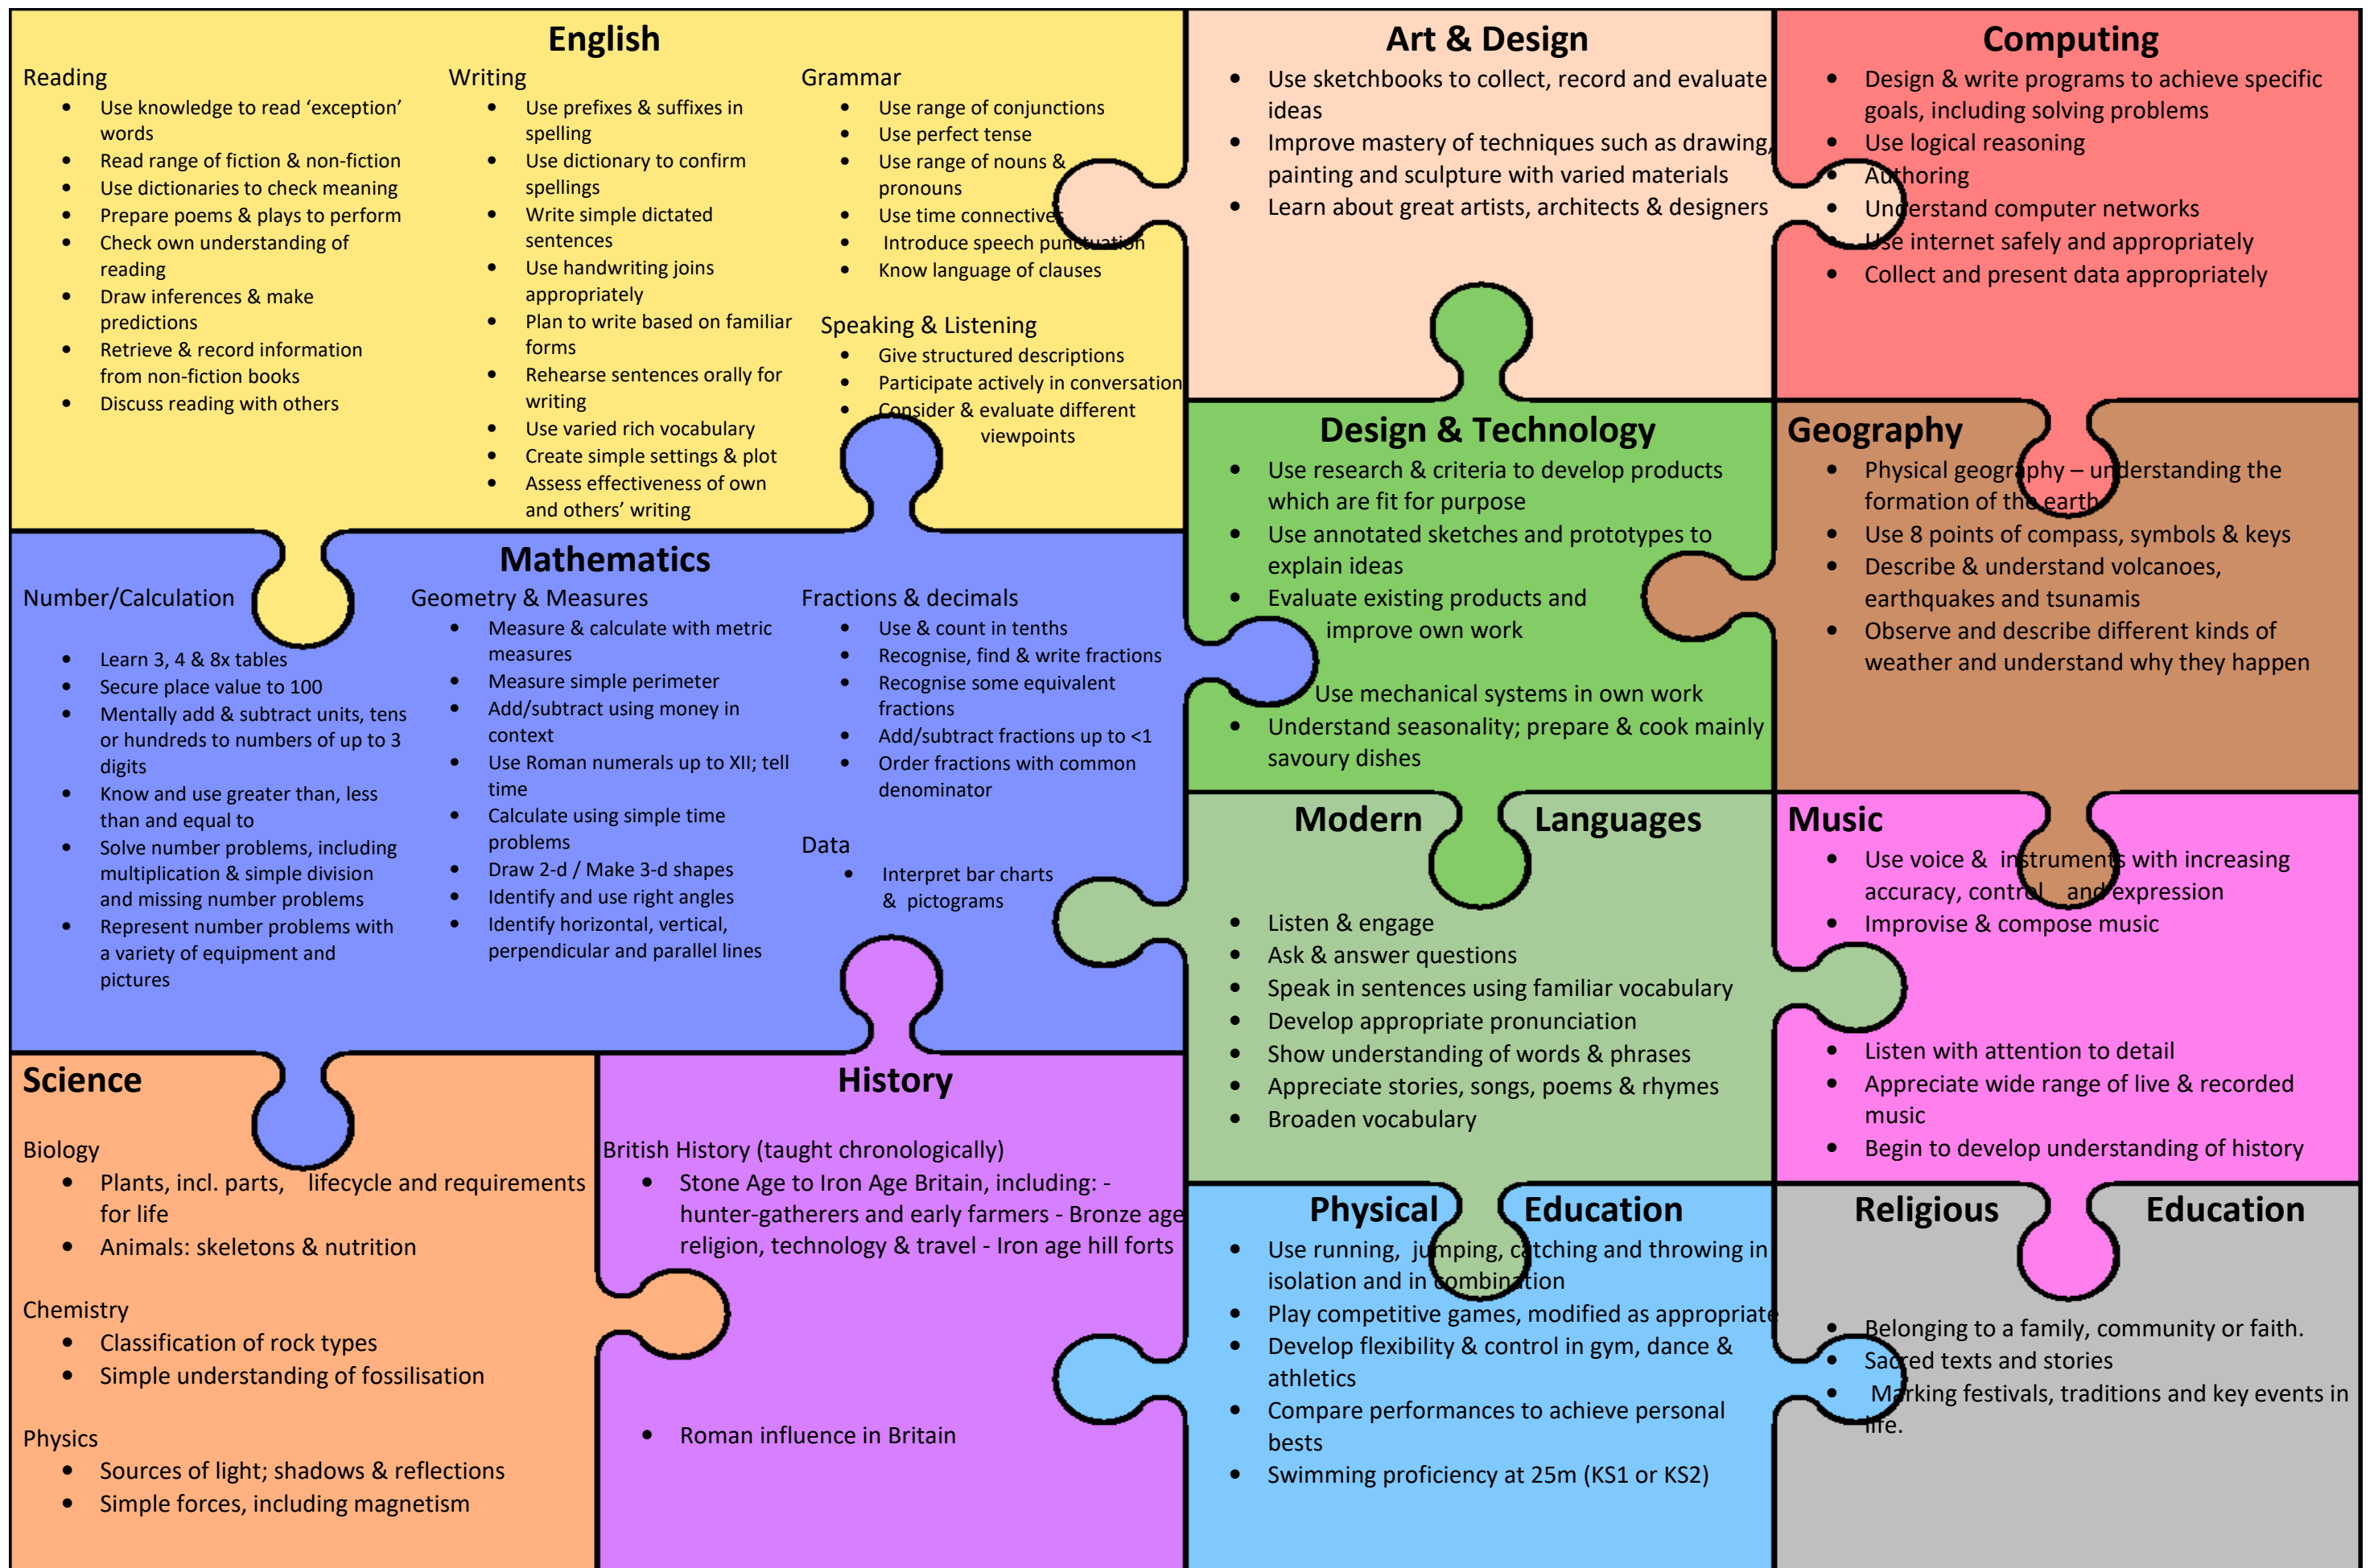 English
Reading
• Use knowledge to read ‘exception’
words
• Read range of fiction & non-fiction
• Use dictionaries to check meaning
• Prepare poems & plays to perform
• Check own understanding of
reading
• Draw inferences & make
predictions
• Retrieve & record information
from non-fiction books
• Discuss reading with others
Writing
• Use prefixes & suffixes in
spelling
• Use dictionary to confirm
spellings
• Write simple dictated
sentences
• Use handwriting joins
appropriately
• Plan to write based on familiar
forms
• Rehearse sentences orally for
writing
• Use varied rich vocabulary
• Create simple settings & plot
• Assess effectiveness of own
and others’ writing
Grammar
• Use range of conjunctions
• Use perfect tense
• Use range of nouns &
pronouns
• Use time connectives
• Introduce speech punctuation
• Know language of clauses
Speaking & Listening
• Give structured descriptions
• Participate actively in conversation
• Consider & evaluate different
viewpoints
Art & Design
• Use sketchbooks to collect, record and evaluate
ideas
• Improve mastery of techniques such as drawing,
painting and sculpture with varied materials
• Learn about great artists, architects & designers
Computing
• Design & write programs to achieve specific
goals, including solving problems
• Use logical reasoning
• Authoring
• Understand computer networks
• Use internet safely and appropriately
• Collect and present data appropriately
Mathematics
Number/Calculation
• Learn 3, 4 & 8x tables
• Secure place value to 100
• Mentally add & subtract units, tens
or hundreds to numbers of up to 3
digits
• Know and use greater than, less
than and equal to
• Solve number problems, including
multiplication & simple division
and missing number problems
• Represent number problems with
a variety of equipment and
pictures
Geometry & Measures
• Measure & calculate with metric
measures
• Measure simple perimeter
• Add/subtract using money in
context
• Use Roman numerals up to XII; tell
time
• Calculate using simple time
problems
• Draw 2-d / Make 3-d shapes
• Identify and use right angles
• Identify horizontal, vertical,
perpendicular and parallel lines
Fractions & decimals
• Use & count in tenths
• Recognise, find & write fractions
• Recognise some equivalent
fractions
• Add/subtract fractions up to <1
• Order fractions with common
denominator
Data
• Interpret bar charts
& pictograms
Design & Technology
• Use research & criteria to develop products
which are fit for purpose
• Use annotated sketches and prototypes to
explain ideas
• Evaluate existing products and
improve own work
• Use mechanical systems in own work
• Understand seasonality; prepare & cook mainly
savoury dishes
Geography
• Physical geography – understanding the
formation of the earth
• Use 8 points of compass, symbols & keys
• Describe & understand volcanoes,
earthquakes and tsunamis
• Observe and describe different kinds of
weather and understand why they happen
Modern Languages
• Listen & engage
• Ask & answer questions
• Speak in sentences using familiar vocabulary
• Develop appropriate pronunciation
• Show understanding of words & phrases
• Appreciate stories, songs, poems & rhymes
• Broaden vocabulary
Music
• Use voice & instruments with increasing
accuracy, control and expression
• Improvise & compose music
• Listen with attention to detail
• Appreciate wide range of live & recorded
music
• Begin to develop understanding of history
Science
Biology
• Plants, incl. parts, lifecycle and requirements
for life
• Animals: skeletons & nutrition
Chemistry
• Classification of rock types
• Simple understanding of fossilisation
Physics
• Sources of light; shadows & reflections
• Simple forces, including magnetism
History
British History (taught chronologically)
• Stone Age to Iron Age Britain, including: -
hunter-gatherers and early farmers - Bronze age
religion, technology & travel - Iron age hill forts
• Roman influence in Britain
Physical Education
• Use running, jumping, catching and throwing in
isolation and in combination
• Play competitive games, modified as appropriate
• Develop flexibility & control in gym, dance &
athletics
• Compare performances to achieve personal
bests
• Swimming proficiency at 25m (KS1 or KS2)
Religious Education
• Belonging to a family, community or faith.
• Sacred texts and stories
• Marking festivals, traditions and key events in
life.